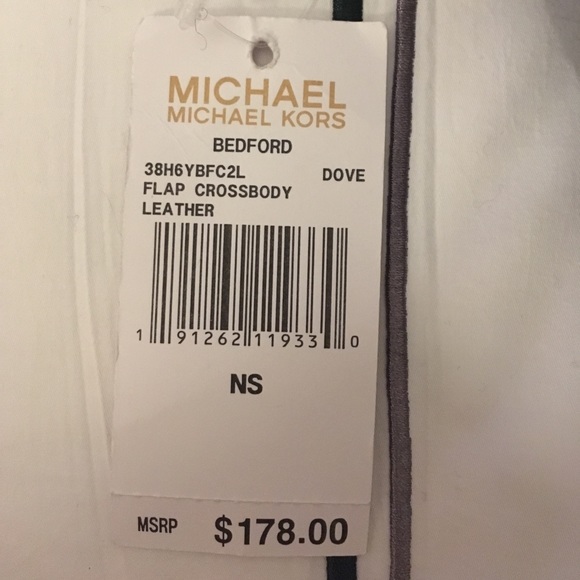 MICHAEL
MICHAEL KORS
BEDFORD
38H6YBFC2L DOVE
FLAP CROSSBODY
LEATHER
1 91262 11933 0
NS
MSRP $178.00